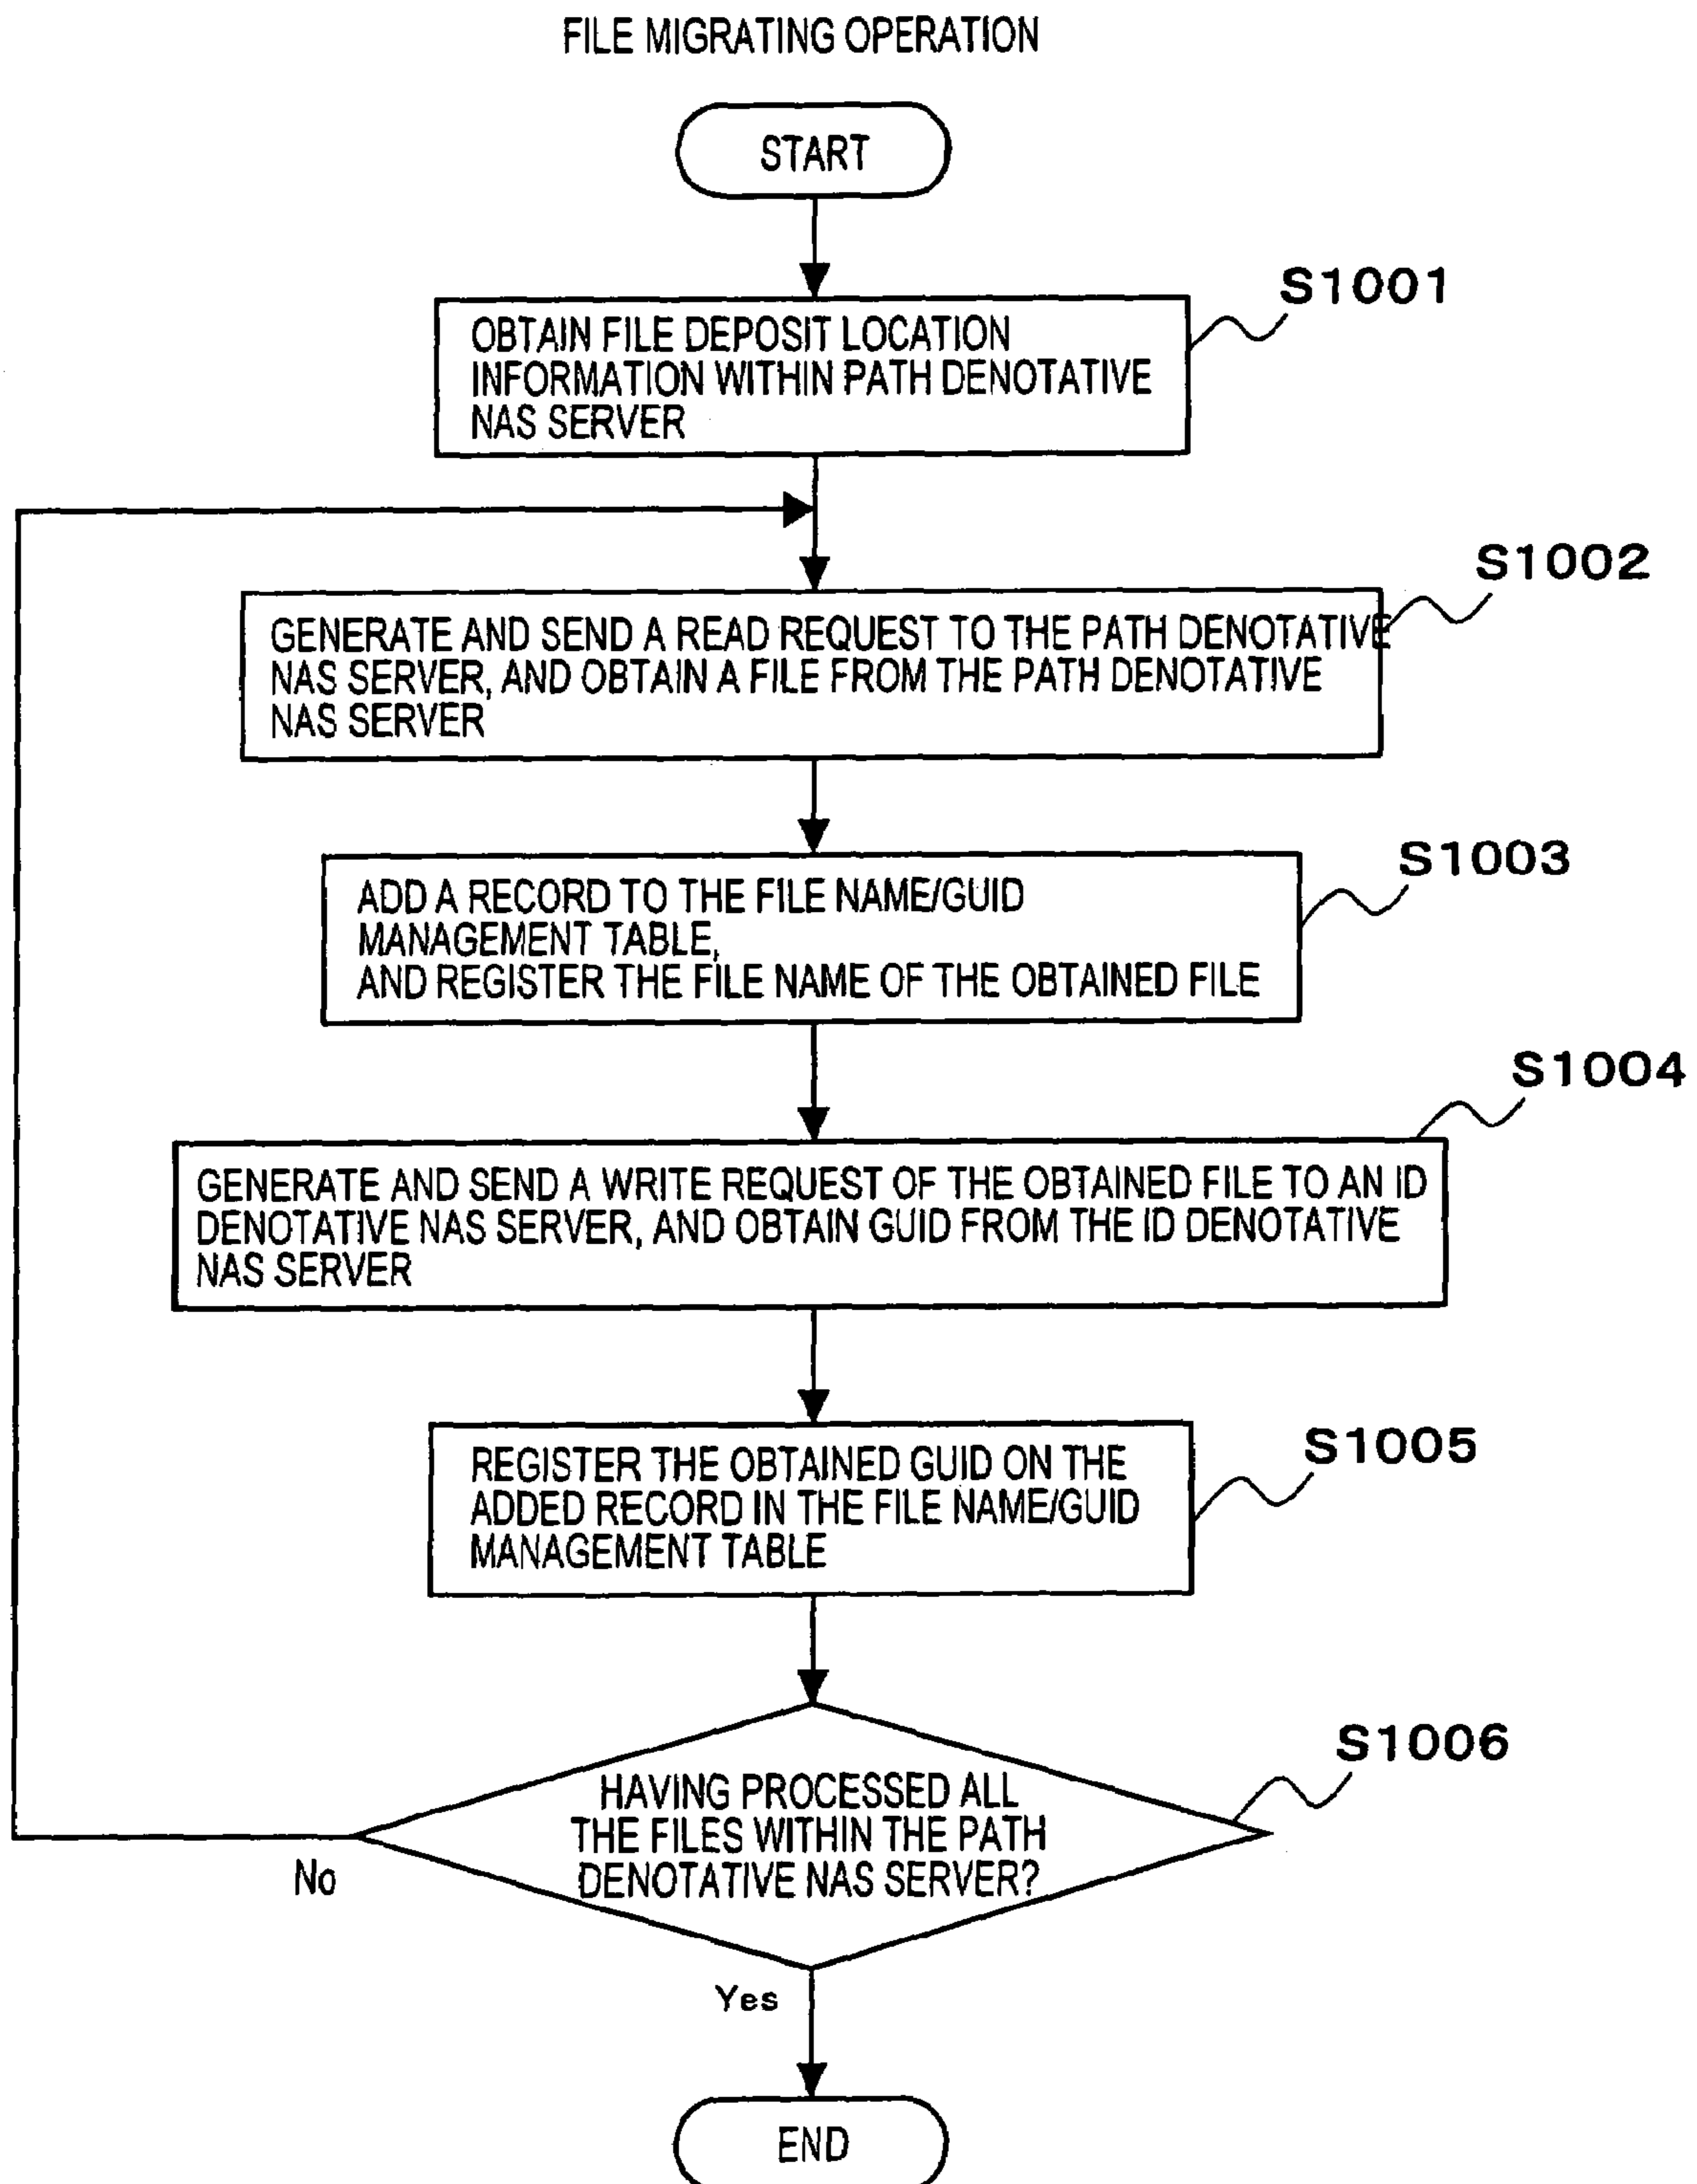 FILE MIGRATING OPERATION
START
S1001
OBTAIN FILE DEPOSIT LOCATION
INFORMATION WITHIN PATH DENOTATIVE
NAS SERVER
S1002
GENERATE AND SEND A READ REQUEST TO THE PATH DENOTATIVE
NAS SERVER, AND OBTAIN A FILE FROM THE PATH DENOTATIVE
NAS SERVER
S1003
ADD A RECORD TO THE FILE NAME/GUID
MANAGEMENT TABLE,
AND REGISTER THE FILE NAME OF THE OBTAINED FILE
S1004
GENERATE AND SEND A WRITE REQUEST OF THE OBTAINED FILE TO AN ID
DENOTATIVE NAS SERVER, AND OBTAIN GUID FROM THE ID DENOTATIVE
NAS SERVER
S1005
REGISTER THE OBTAINED GUID ON THE
ADDED RECORD IN THE FILE NAME/GUID
MANAGEMENT TABLE
S1006
HAVING PROCESSED ALL
THE FILES WITHIN THE PATH
DENOTATIVE NAS SERVER?
No
Yes
END